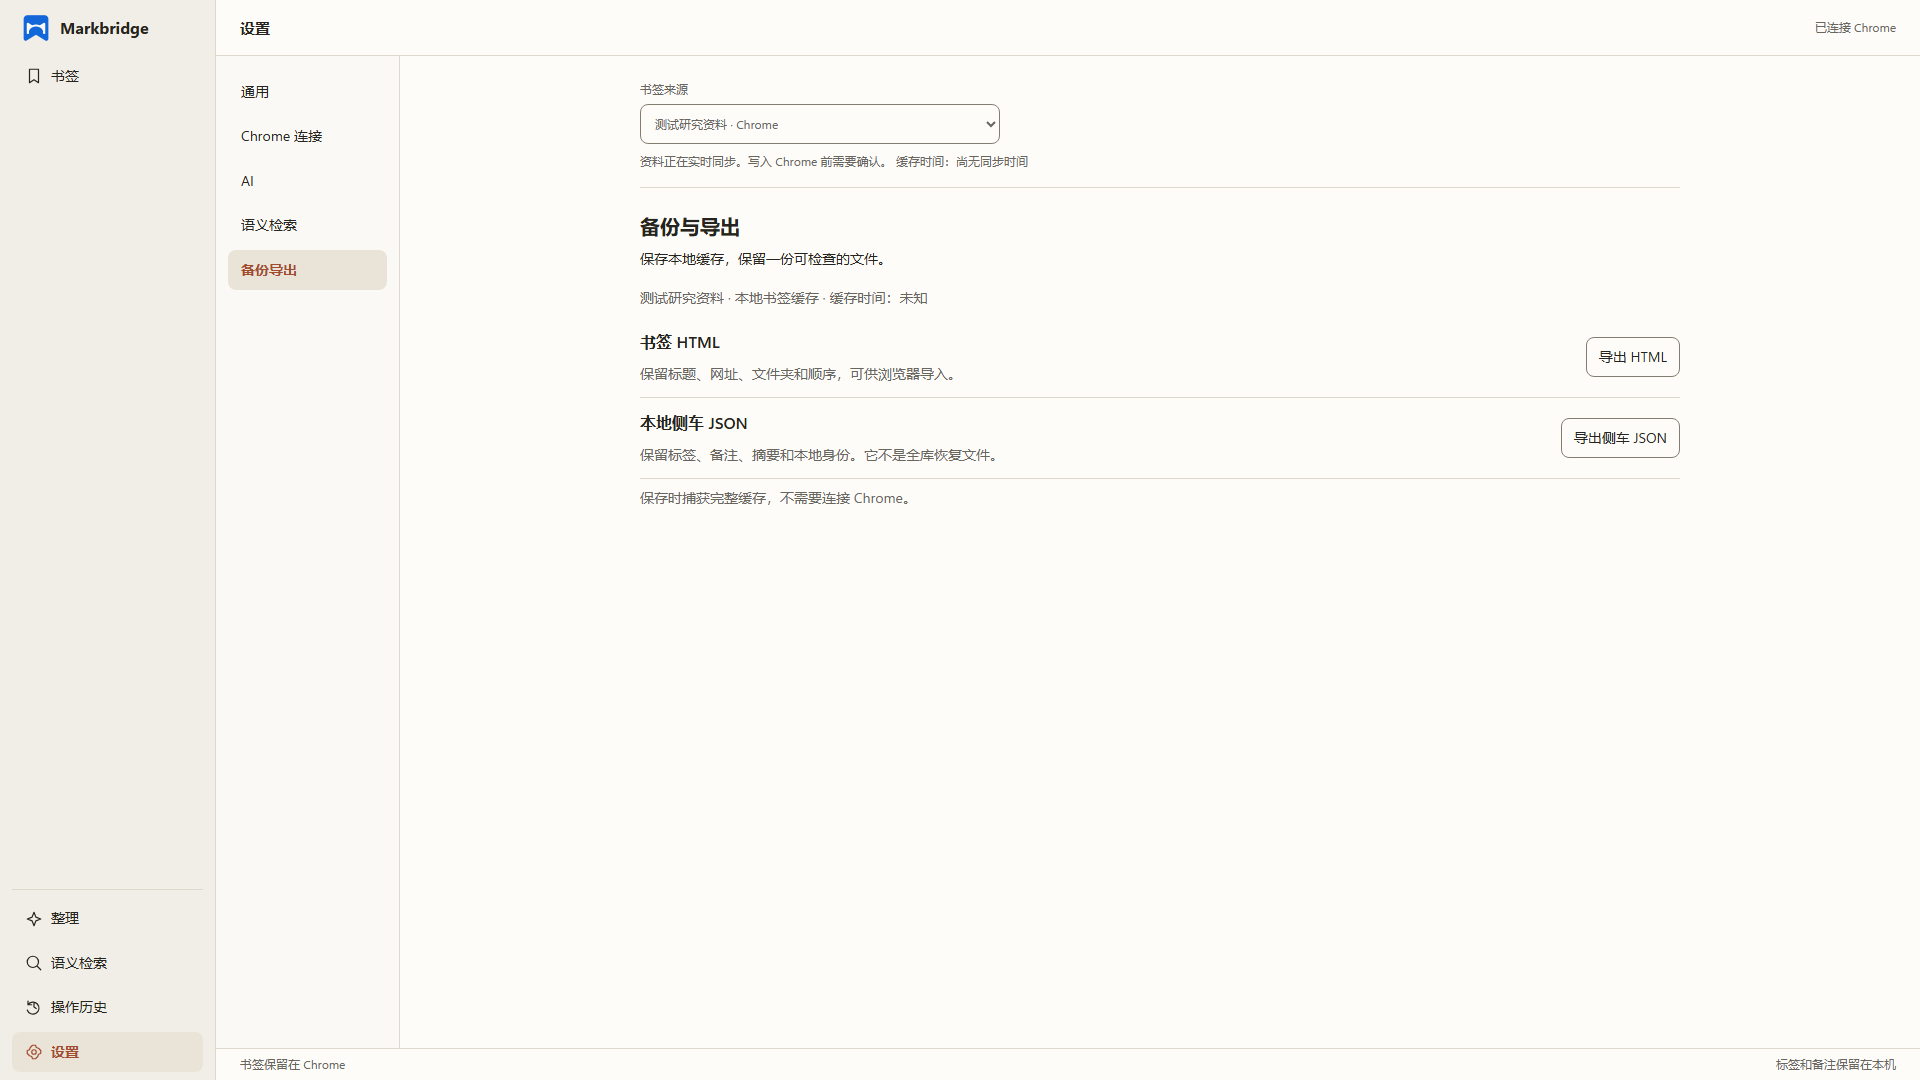 Markbridge
书签
整理
语义检索
操作历史
设置
设置
已连接 Chrome
通用
Chrome 连接
AI
语义检索
备份导出
书签来源
测试研究资料 · Chrome
资料正在实时同步。写入 Chrome 前需要确认。 缓存时间：尚无同步时间
备份与导出
保存本地缓存，保留一份可检查的文件。
测试研究资料 · 本地书签缓存 · 缓存时间：未知
书签 HTML
保留标题、网址、文件夹和顺序，可供浏览器导入。
导出 HTML
本地侧车 JSON
保留标签、备注、摘要和本地身份。它不是全库恢复文件。
导出侧车 JSON
保存时捕获完整缓存，不需要连接 Chrome。
书签保留在 Chrome
标签和备注保留在本机